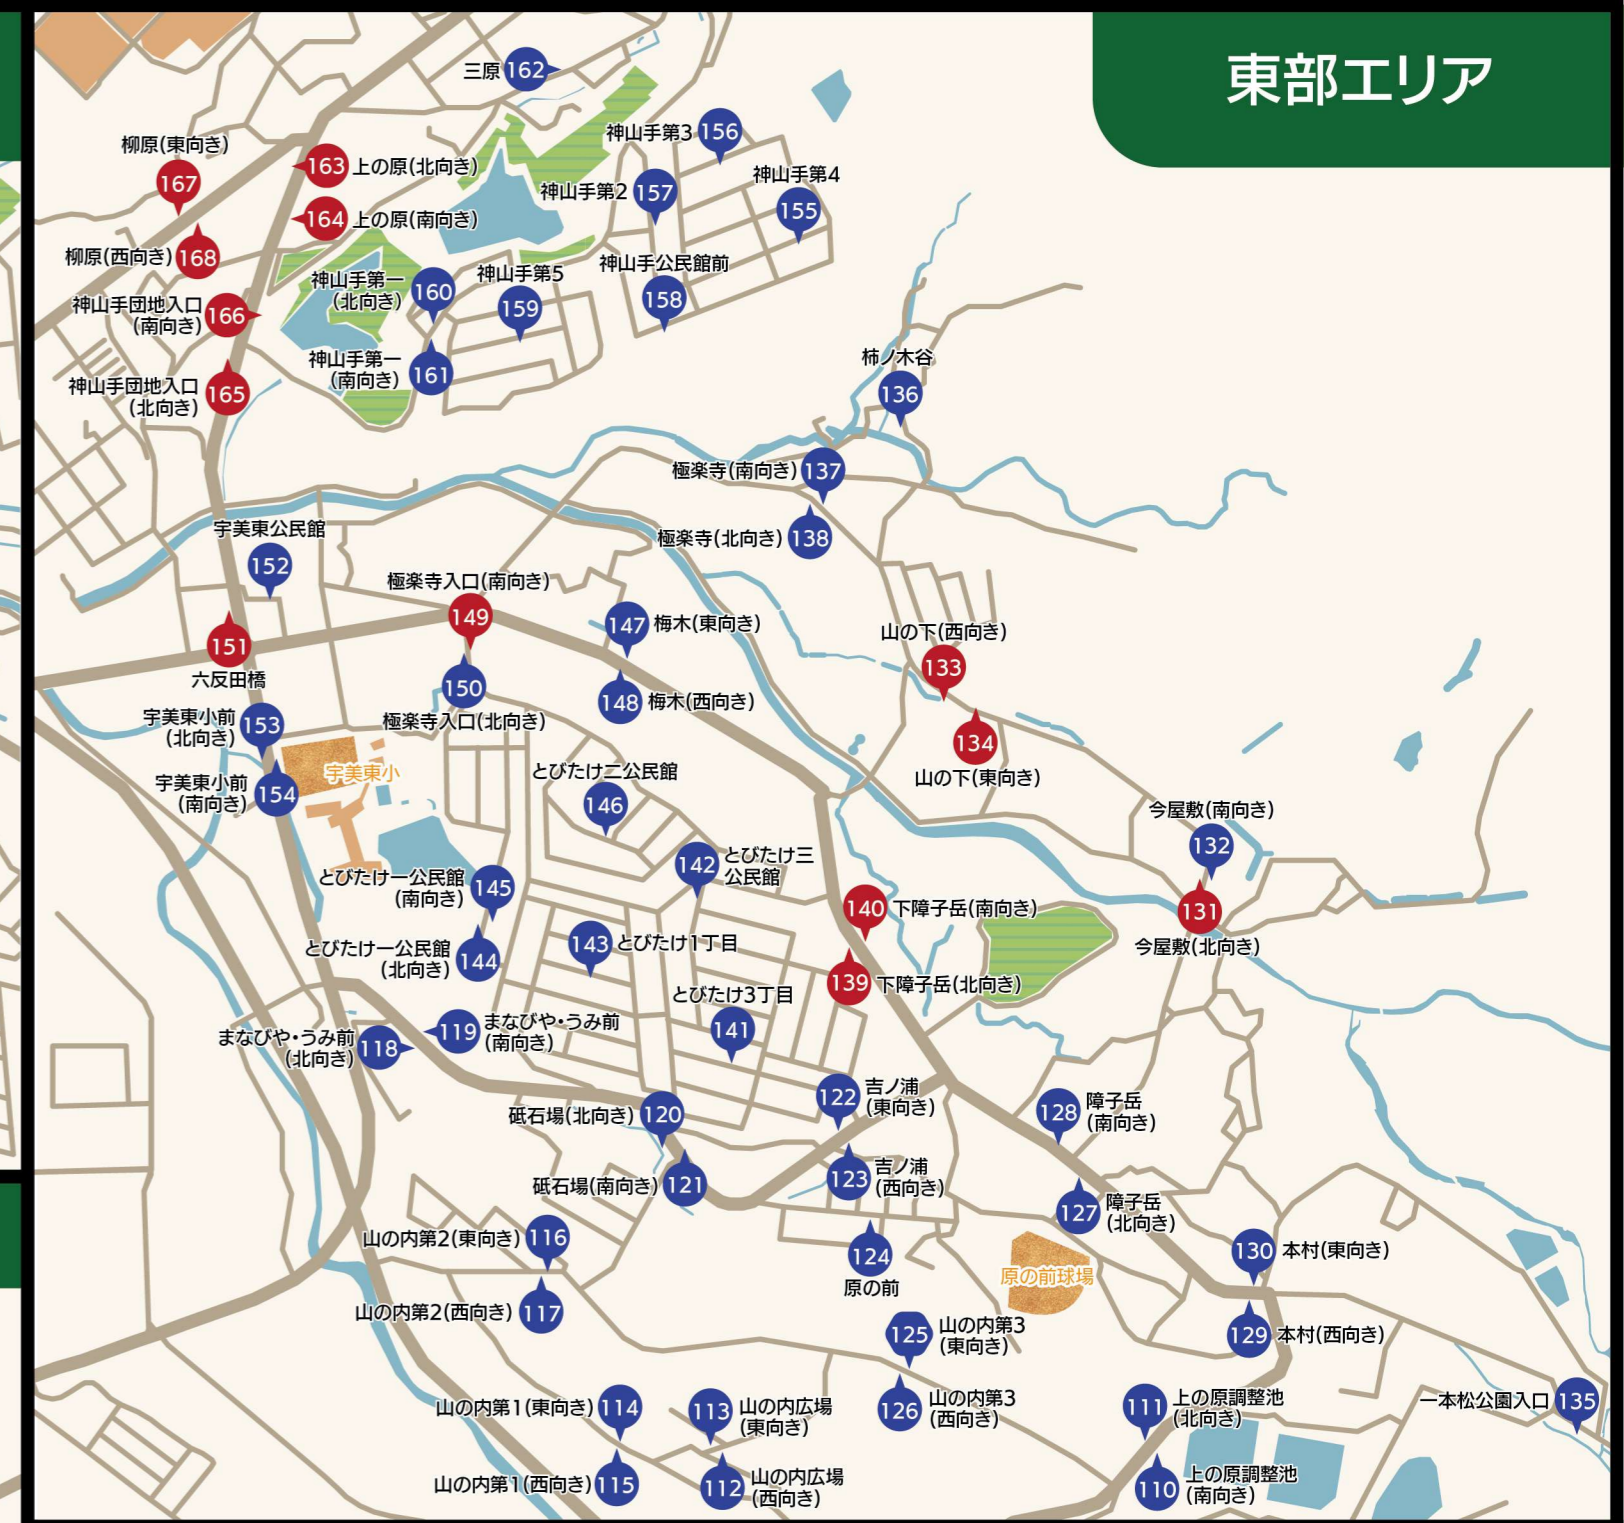 東部エリア
三原
162
神山手第3
156
柳原(東向き)
167
163
上の原(北向き)
神山手第4
155
神山手第2
157
164
上の原(南向き)
柳原(西向き)
168
神山手第一
(北向き)
160
神山手第5
159
神山手公民館前
158
神山手団地入口
(南向き)
166
神山手第一
(南向き)
161
神山手団地入口
(北向き)
165
柿ノ木谷
136
極楽寺(南向き)
137
極楽寺(北向き)
138
宇美東公民館
152
極楽寺入口(南向き)
149
147
梅木(東向き)
151
六反田橋
山の下(西向き)
133
150
極楽寺入口(北向き)
148
梅木(西向き)
宇美東小前
(北向き)
153
134
山の下(東向き)
宇美東小
宇美東小前
(南向き)
154
とびたけ二公民館
146
今屋敷(南向き)
132
142
とびたけ三
公民館
とびたけ一公民館
(南向き)
145
140
下障子岳(南向き)
131
今屋敷(北向き)
とびたけ一公民館
(北向き)
144
143
とびたけ1丁目
139
下障子岳(北向き)
とびたけ3丁目
141
まなびや・うみ前
(北向き)
118
119
まなびや・うみ前
(南向き)
砥石場(北向き)
120
122
吉ノ浦
(東向き)
128
障子岳
(南向き)
砥石場(南向き)
121
123
吉ノ浦
(西向き)
127
障子岳
(北向き)
山の内第2(東向き)
116
124
原の前
原の前球場
130
本村(東向き)
山の内第2(西向き)
117
125
山の内第3
(東向き)
129
本村(西向き)
山の内第1(東向き)
114
113
山の内広場
(東向き)
126
山の内第3
(西向き)
111
上の原調整池
(北向き)
一本松公園入口
135
山の内第1(西向き)
115
112
山の内広場
(西向き)
110
上の原調整池
(南向き)